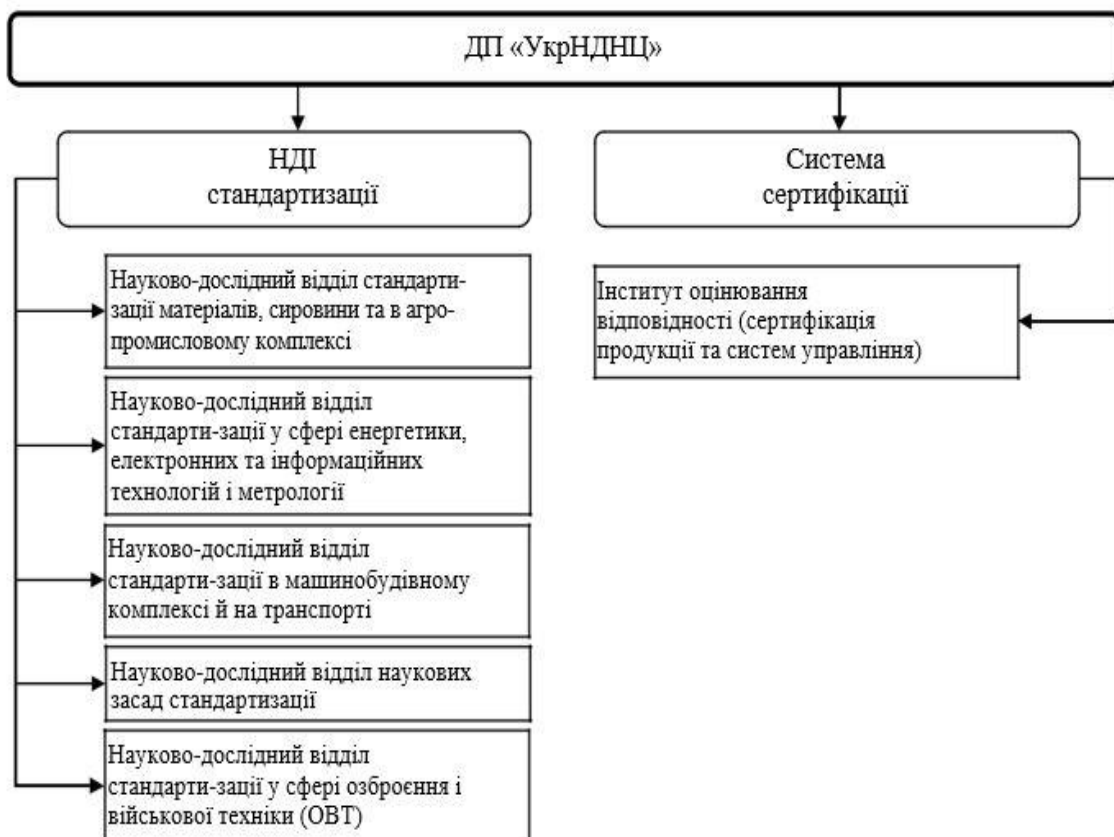 ДП «УкрНДНЦ»
НДІ
стандартизації
Система
сертифікації
Науково-дослідний відділ стандарти-
зації матеріалів, сировини та в агро-
промисловому комплексі
Науково-дослідний відділ
стандарти-зації у сфері енергетики,
електронних та інформаційних
технологій і метрології
Науково-дослідний відділ
стандарти-зації в машинобудівному
комплексі й на транспорті
Науково-дослідний відділ наукових
засад стандартизації
Науково-дослідний відділ
стандарти-зації у сфері озброєння і
військової техніки (ОВТ)
Інститут оцінювання
відповідності (сертифікація
продукції та систем управління)